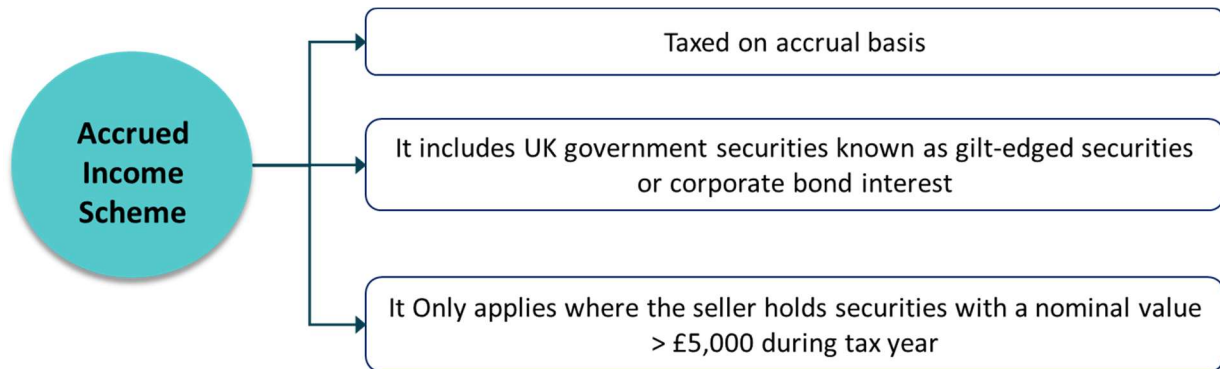 Accrued
Income
Scheme
Taxed on accrual basis
It includes UK government securities known as gilt-edged securities
or corporate bond interest
It Only applies where the seller holds securities with a nominal value
> £5,000 during tax year